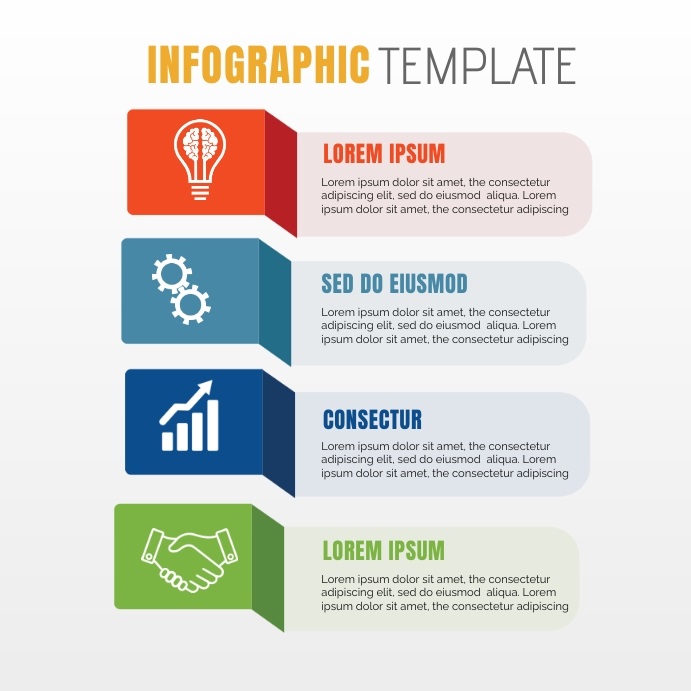 INFOGRAPHIC TEMPLATE
LOREM IPSUM
Lorem ipsum dolor sit amet, the consectetur
adipiscing elit, sed do eiusmod aliqua. Lorem
ipsum dolor sit amet, the consectetur adipiscing
SED DO EIUSMOD
Lorem ipsum dolor sit amet, the consectetur
adipiscing elit, sed do eiusmod aliqua. Lorem
ipsum dolor sit amet, the consectetur adipiscing
CONSECTUR
Lorem ipsum dolor sit amet, the consectetur
adipiscing elit, sed do eiusmod aliqua. Lorem
ipsum dolor sit amet, the consectetur adipiscing
LOREM IPSUM
Lorem ipsum dolor sit amet, the consectetur
adipiscing elit, sed do eiusmod aliqua. Lorem
ipsum dolor sit amet, the consectetur adipiscing